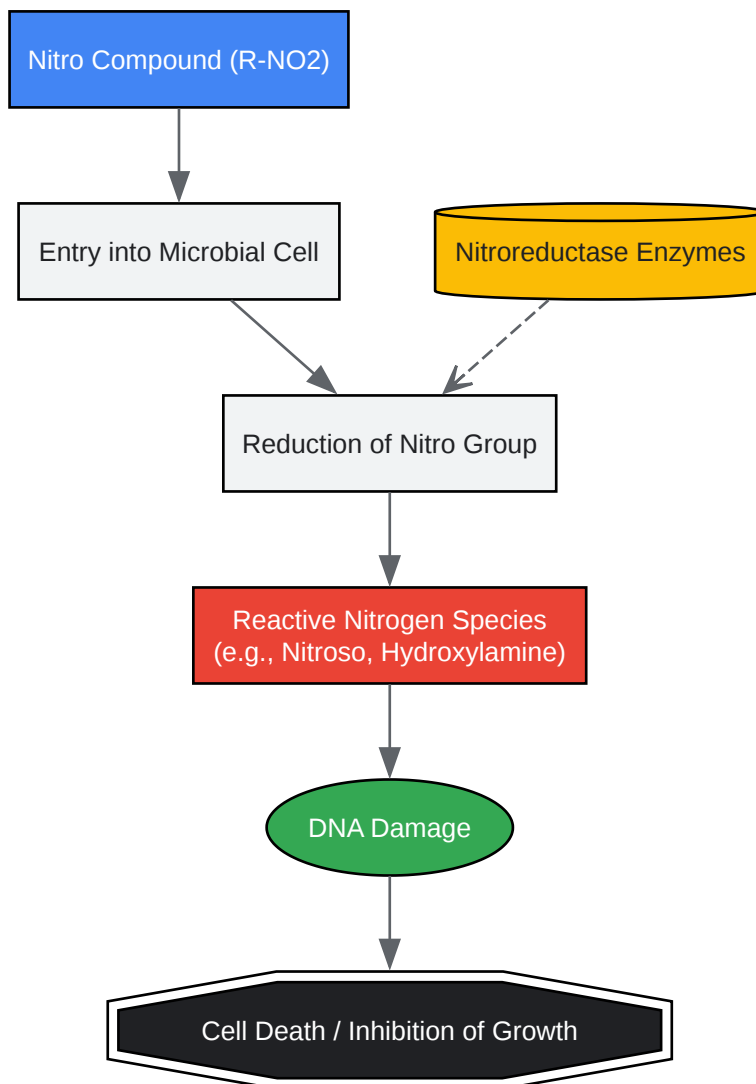 Nitro Compound (R-NO2)
Entry into Microbial Cell
Nitroreductase Enzymes
Reduction of Nitro Group
Reactive Nitrogen Species
(e.g., Nitroso, Hydroxylamine)
DNA Damage
Cell Death / Inhibition of Growth